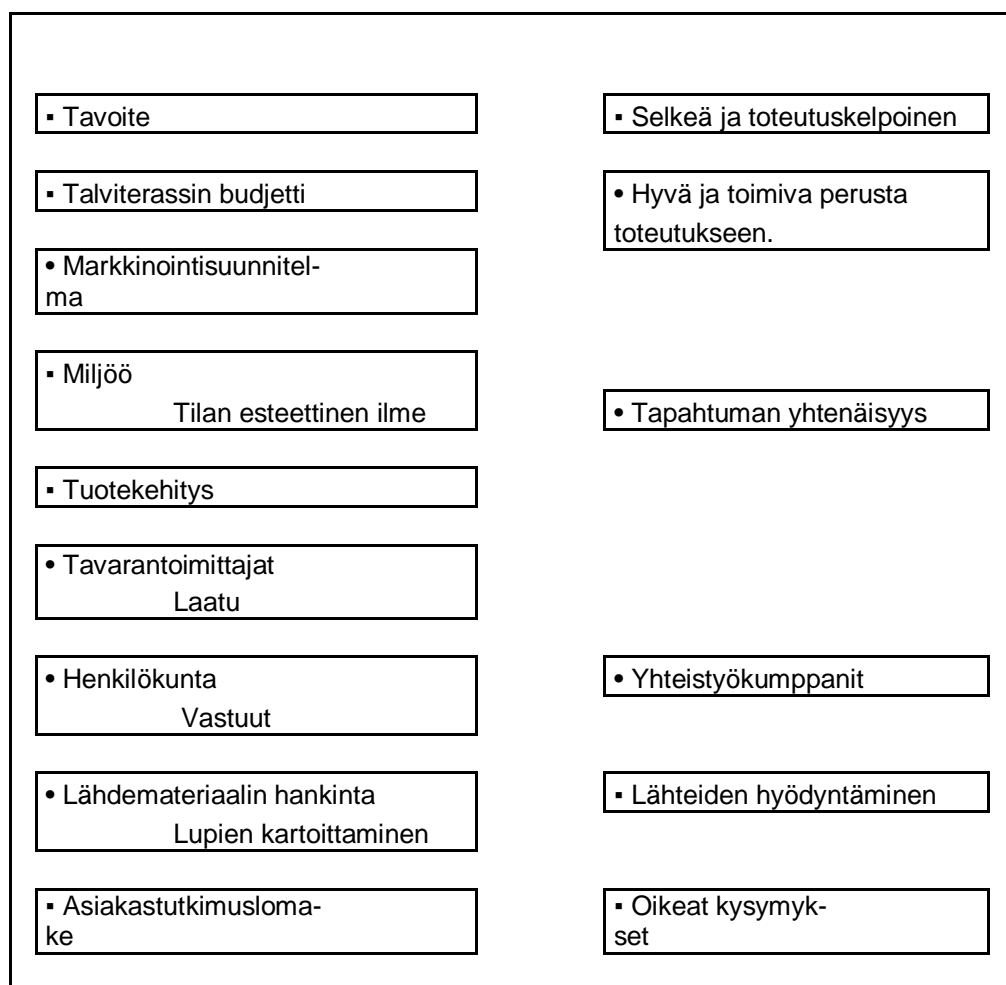 ▪ Tavoite
▪ Selkeä ja toteutuskelpoinen
▪ Talviterassin budjetti
• Hyvä ja toimiva perusta
toteutukseen.
• Markkinointisuunnitel-
ma
▪ Miljöö
Tilan esteettinen ilme
• Tapahtuman yhtenäisyys
▪ Tuotekehitys
• Tavarantoimittajat
Laatu
• Henkilökunta
Vastuut
• Yhteistyökumppanit
• Lähdemateriaalin hankinta
Lupien kartoittaminen
▪ Lähteiden hyödyntäminen
▪ Asiakastutkimusloma-
ke
▪ Oikeat kysymyk-
set